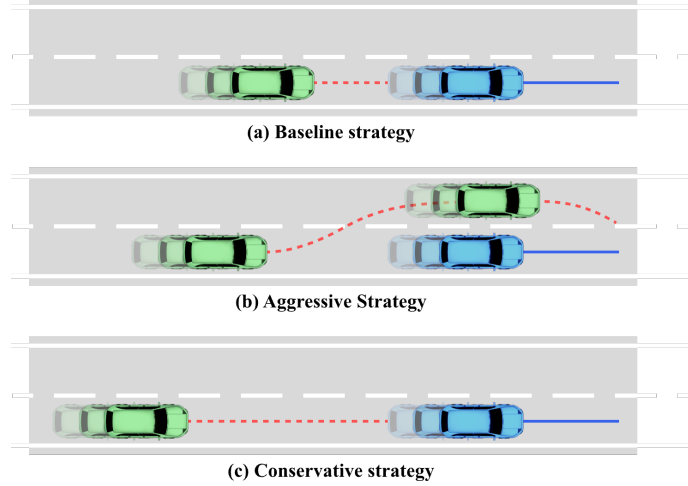 (a) Baseline strategy
(b) Aggressive Strategy
(c) Conservative strategy